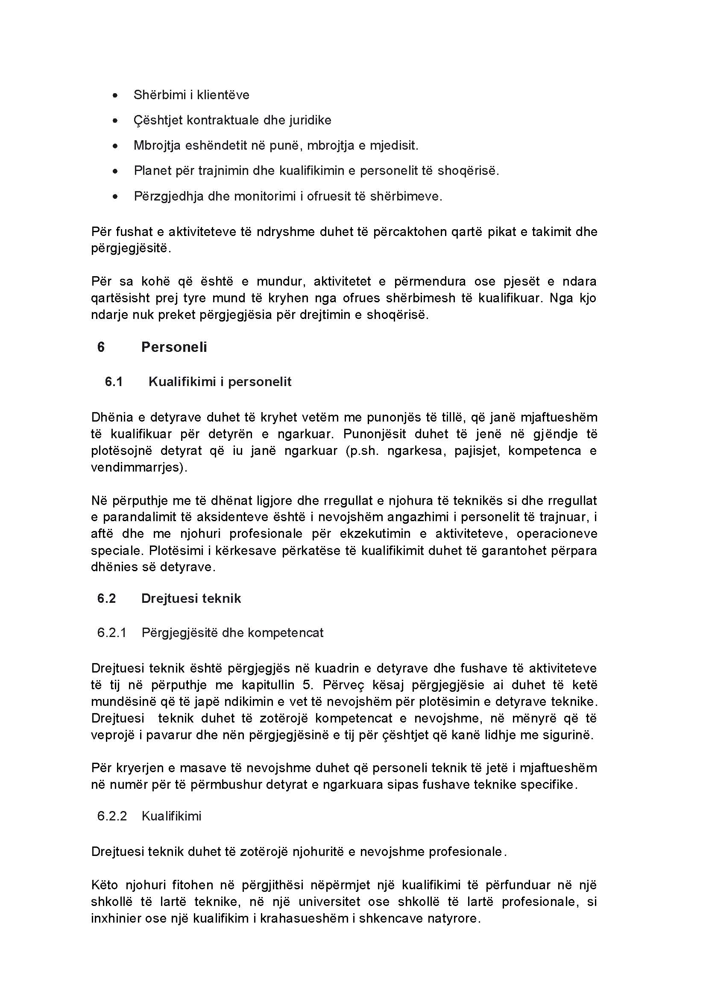 • Shërbimi i klientëve
• Çështjet kontraktuale dhe juridike
• Mbrojtja eshëndetit në punë, mbrojtja e mjedisit.
• Planet për trajnimin dhe kualifikimin e personelit të shoqërisë.
• Përzgjedhja dhe monitorimi i ofruesit të shërbimeve.
Për fushat e aktiviteteve të ndryshme duhet të përcaktohen qartë pikat e takimit dhe
përgjegjësitë.
Për sa kohë që është e mundur, aktivitetet e përmendura ose pjesët e ndara
qartësisht prej tyre mund të kryhen nga ofrues shërbimesh të kualifikuar. Nga kjo
ndarje nuk preket përgjegjësia për drejtimin e shoqërisë.
6 Personeli
6.1 Kualifikimi i personelit
Dhënia e detyrave duhet të kryhet vetëm me punonjës të tillë, që janë mjaftueshëm
të kualifikuar për detyrën e ngarkuar. Punonjësit duhet të jenë në gjëndje të
plotësojnë detyrat që iu janë ngarkuar (p.sh. ngarkesa, pajisjet, kompetenca e
vendimmarrjes).
Në përputhje me të dhënat ligjore dhe rregullat e njohura të teknikës si dhe rregullat
e parandalimit të aksidenteve është i nevojshëm angazhimi i personelit të trajnuar, i
aftë dhe me njohuri profesionale për ekzekutimin e aktiviteteve, operacioneve
speciale. Plotësimi i kërkesave përkatëse të kualifikimit duhet të garantohet përpara
dhënies së detyrave.
6.2 Drejtuesi teknik
6.2.1 Përgjegjësitë dhe kompetencat
Drejtuesi teknik është përgjegjës në kuadrin e detyrave dhe fushave të aktiviteteve
të tij në përputhje me kapitullin 5. Përveç kësaj përgjegjësie ai duhet të ketë
mundësinë që të japë ndikimin e vet të nevojshëm për plotësimin e detyrave teknike.
Drejtuesi teknik duhet të zotërojë kompetencat e nevojshme, në mënyrë që të
veprojë i pavarur dhe nën përgjegjësinë e tij për çështjet që kanë lidhje me sigurinë.
Për kryerjen e masave të nevojshme duhet që personeli teknik të jetë i mjaftueshëm
në numër për të përmbushur detyrat e ngarkuara sipas fushave teknike specifike.
6.2.2 Kualifikimi
Drejtuesi teknik duhet të zotërojë njohuritë e nevojshme profesionale.
Këto njohuri fitohen në përgjithësi nëpërmjet një kualifikimi të përfunduar në një
shkollë të lartë teknike, në një universitet ose shkollë të lartë profesionale, si
inxhinier ose një kualifikim i krahasueshëm i shkencave natyrore.